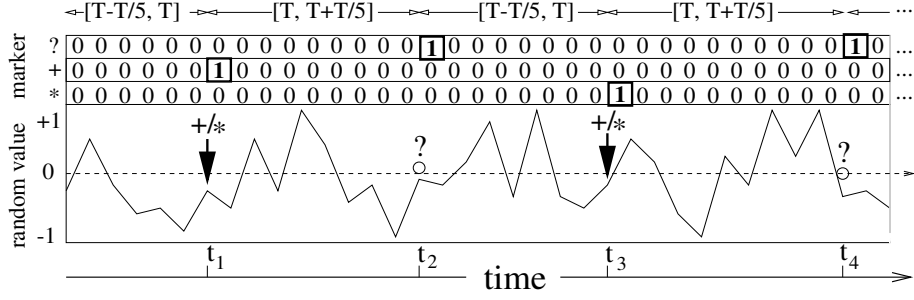 [T-T/5, T] [T, T+T/5] [T-T/5, T] [T, T+T/5] ...
marker
? 0 0 0 0 0 0 0 0 0 0 0 0 0 0 0 1 0 0 0 0 0 0 0 0 0 0 0 0 0 0 0 0 0 1 0 ...
+ 0 0 0 0 0 0 1 0 0 0 0 0 0 0 0 0 0 0 0 0 0 0 0 0 0 0 0 0 0 0 0 0 0 0 0 ...
* 0 0 0 0 0 0 0 0 0 0 0 0 0 0 0 0 0 0 0 0 0 0 0 1 0 0 0 0 0 0 0 0 0 0 0 ...
random value
+1
+/* ? +/* ?
0
-1
t1 t2 t3 t4
time